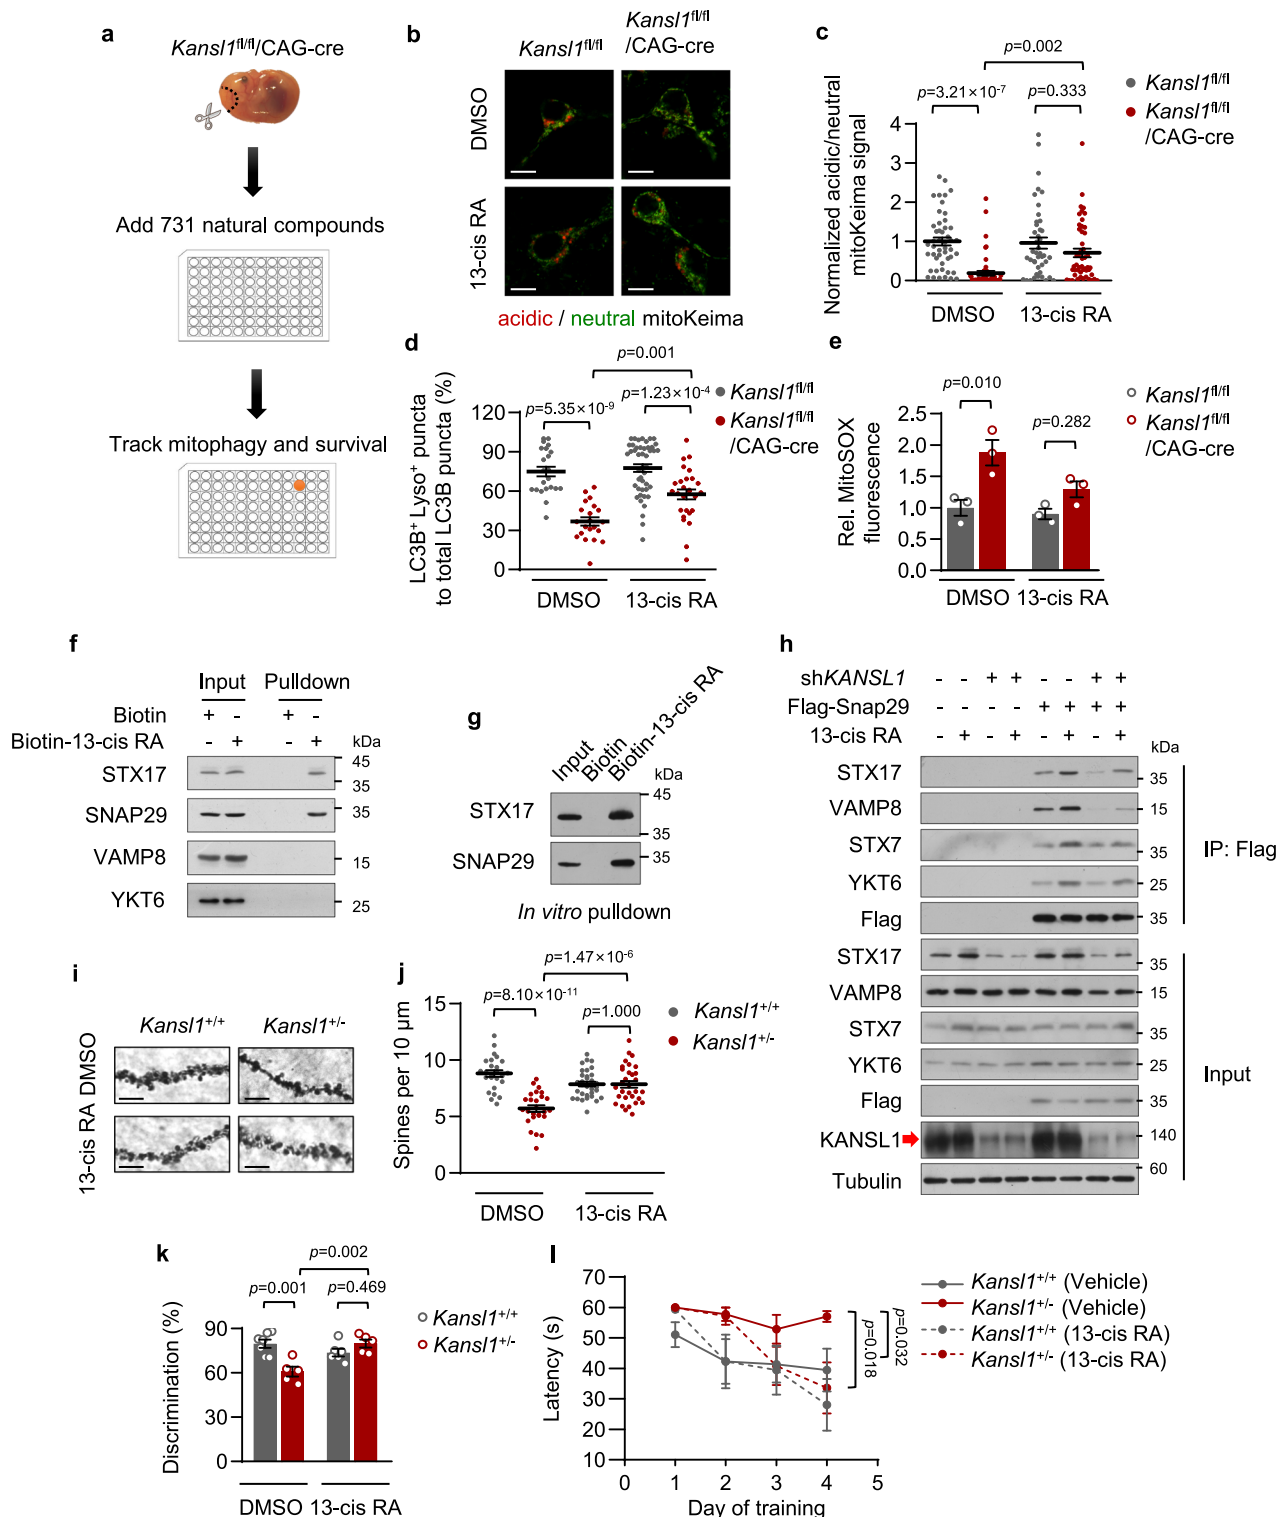 a
Kansl1fl/fl/CAG-cre
Add 731 natural compounds
Track mitophagy and survival
b
Kansl1fl/fl
Kansl1fl/fl
/CAG-cre
DMSO
13-cis RA
acidic / neutral mitoKeima
c
p=0.002
p=3.21×10-7
p=0.333
Kansl1fl/fl
Kansl1fl/fl
/CAG-cre
Normalized acidic/neutral
mitoKeima signal
4
3
2
1
0
DMSO
13-cis RA
d
p=0.001
p=5.35×10-9
p=1.23×10-4
Kansl1fl/fl
Kansl1fl/fl
/CAG-cre
LC3B+ Lyso+ puncta
to total LC3B puncta (%)
120
90
60
30
0
DMSO
13-cis RA
e
p=0.010
p=0.282
Kansl1fl/fl
Kansl1fl/fl
/CAG-cre
Rel. MitoSOX
fluorescence
2.5
2.0
1.5
1.0
0.5
0.0
DMSO 13-cis RA
f
Input Pulldown
Biotin + - + -
Biotin-13-cis RA - + - + kDa
STX17 45
35
SNAP29 35
VAMP8 15
YKT6 25
g
Input
Biotin
Biotin-13-cis RA
kDa
STX17 45
35
SNAP29 35
25
In vitro pulldown
h
shKANSL1 - - + + - - + +
Flag-Snap29 - - - - + + + +
13-cis RA - + - + - + - +
kDa
STX17 35
VAMP8 15
STX7 35
YKT6 25
Flag 35
IP: Flag
STX17 35
VAMP8 15
STX7 35
YKT6 25
Flag 35
KANSL1 140
60
Tubulin
Input
i
Kansl1+/+ Kansl1+/-
DMSO
13-cis RA
j
p=1.47×10-6
p=8.10×10-11
p=1.000
Kansl1+/+
Kansl1+/-
Spines per 10 µm
15
10
5
0
DMSO
13-cis RA
k
p=0.002
p=0.001
p=0.469
Kansl1+/+
Kansl1+/-
Discrimination (%)
90
60
30
0
DMSO 13-cis RA
l
Latency (s)
70
60
50
40
30
20
10
0 1 2 3 4 5
Day of training
p=0.018
p=0.032
Kansl1+/+ (Vehicle)
Kansl1+/- (Vehicle)
Kansl1+/+ (13-cis RA)
Kansl1+/- (13-cis RA)